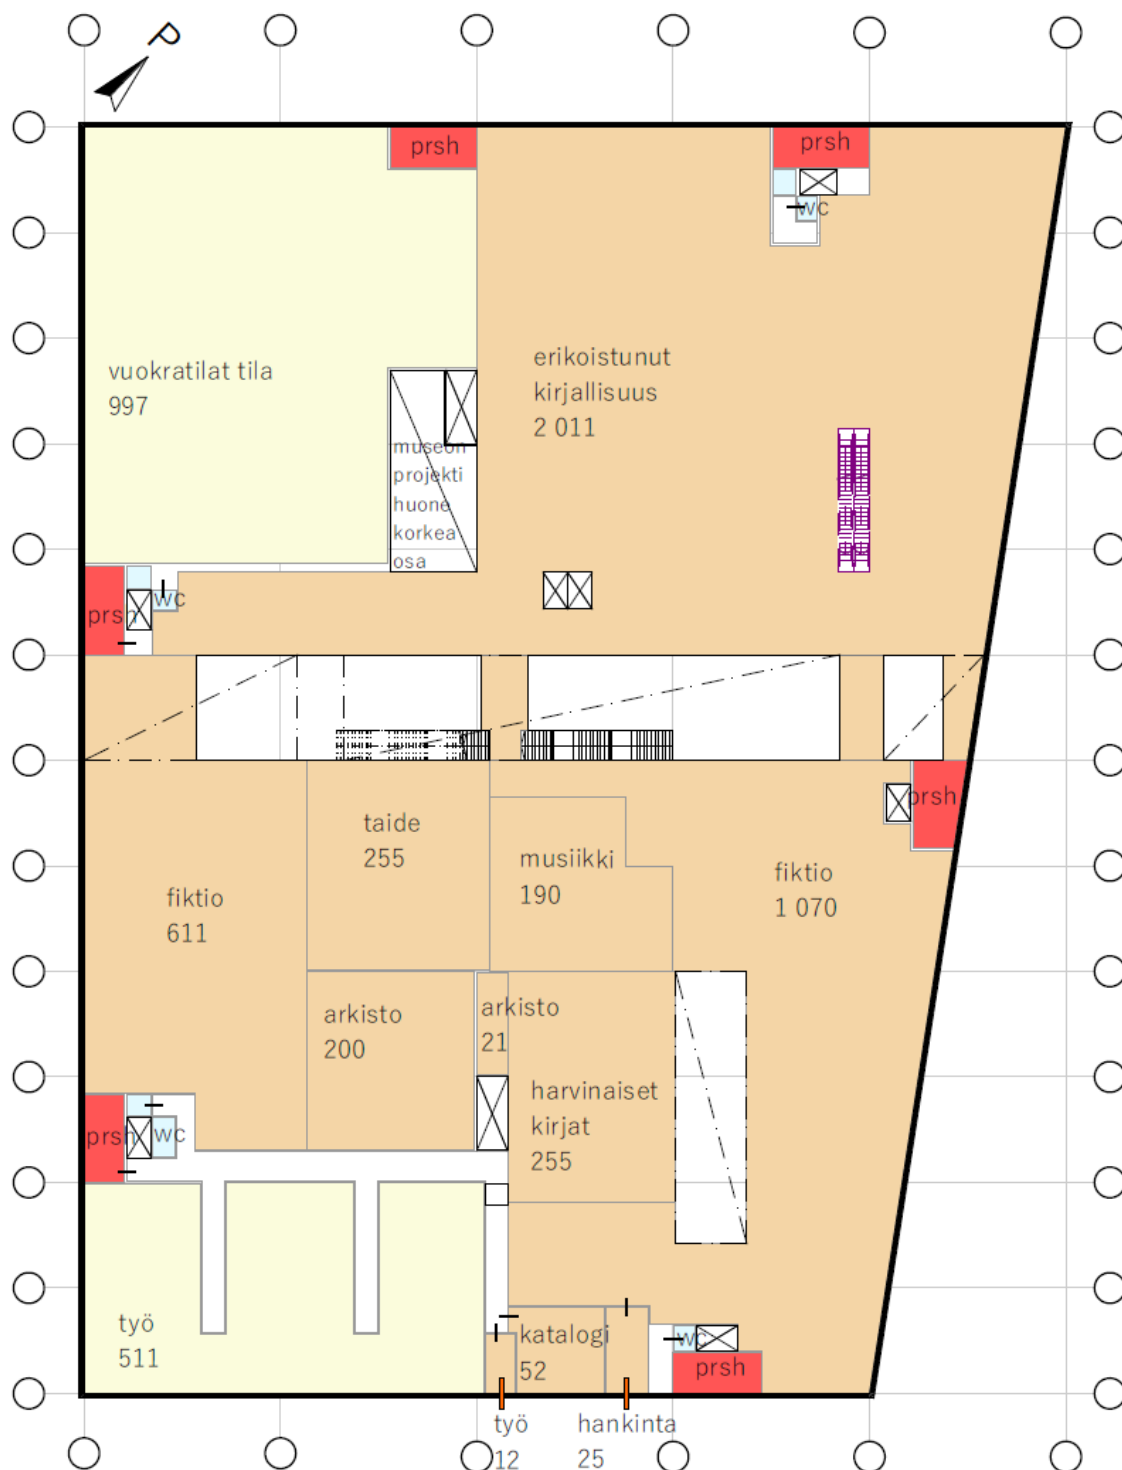 P
prsh
prsh
wc
vuokratilat tila
997
erikoistunut
kirjallisuus
2 011
museon
projekti
huone
korkea
osa
wc
prsh
prsh
taide
255
musiikki
190
fiktio
1 070
fiktio
611
arkisto
200
arkisto
21
harvinaiset
kirjat
255
prsh
wc
työ
511
katalogi
52
wc
prsh
työ
12
hankinta
25